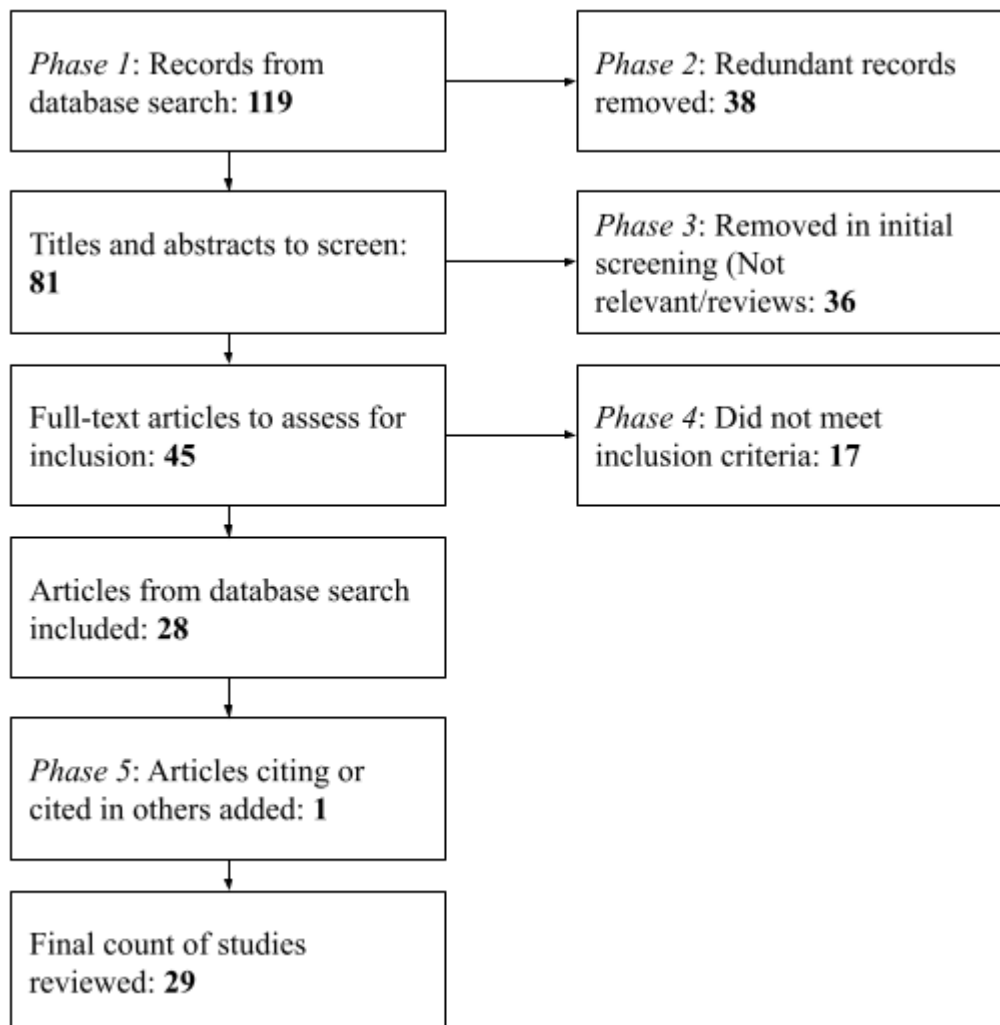 Phase 1: Records from
database search: 119
Phase 2: Redundant records
removed: 38
Titles and abstracts to screen:
81
Phase 3: Removed in initial
screening (Not
relevant/reviews: 36
Full-text articles to assess for
inclusion: 45
Phase 4: Did not meet
inclusion criteria: 17
Articles from database search
included: 28
Phase 5: Articles citing or
cited in others added: 1
Final count of studies
reviewed: 29